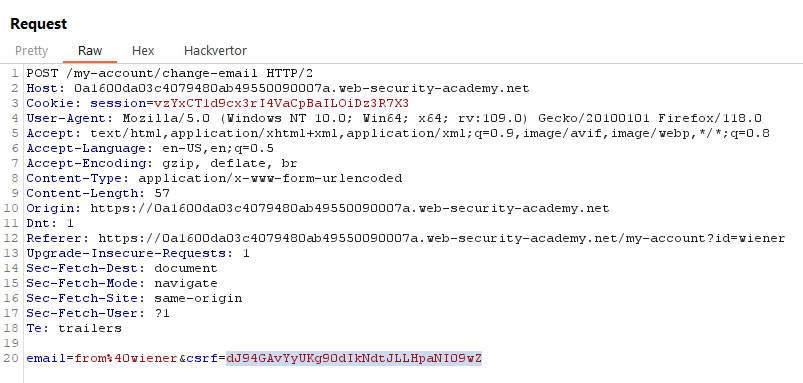 Request
Pretty Raw Hex Hackvertor
1 POST /my-account/change-email HTTP/2
2 Host: 0a1600da03c4079480ab49550090007a.web-security-academy.net
3 Cookie: session=vzYxCT1d9cx3rI4VaCpBaILOiDz3R7X3
4 User-Agent: Mozilla/5.0 (Windows NT 10.0; Win64; x64; rv:109.0) Gecko/20100101 Firefox/118.0
5 Accept: text/html,application/xhtml+xml,application/xml;q=0.9,image/avif,image/webp,*/*;q=0.8
6 Accept-Language: en-US,en;q=0.5
7 Accept-Encoding: gzip, deflate, br
8 Content-Type: application/x-www-form-urlencoded
9 Content-Length: 57
10 Origin: https://0a1600da03c4079480ab49550090007a.web-security-academy.net
11 Dnt: 1
12 Referer: https://0a1600da03c4079480ab49550090007a.web-security-academy.net/my-account?id=wiener
13 Upgrade-Insecure-Requests: 1
14 Sec-Fetch-Dest: document
15 Sec-Fetch-Mode: navigate
16 Sec-Fetch-Site: same-origin
17 Sec-Fetch-User: ?1
18 Te: trailers
19
20 email=from%40wiener&csrf=dJ94GAvYyUKg9OdIkNdtJLLHpaNIO9wZ